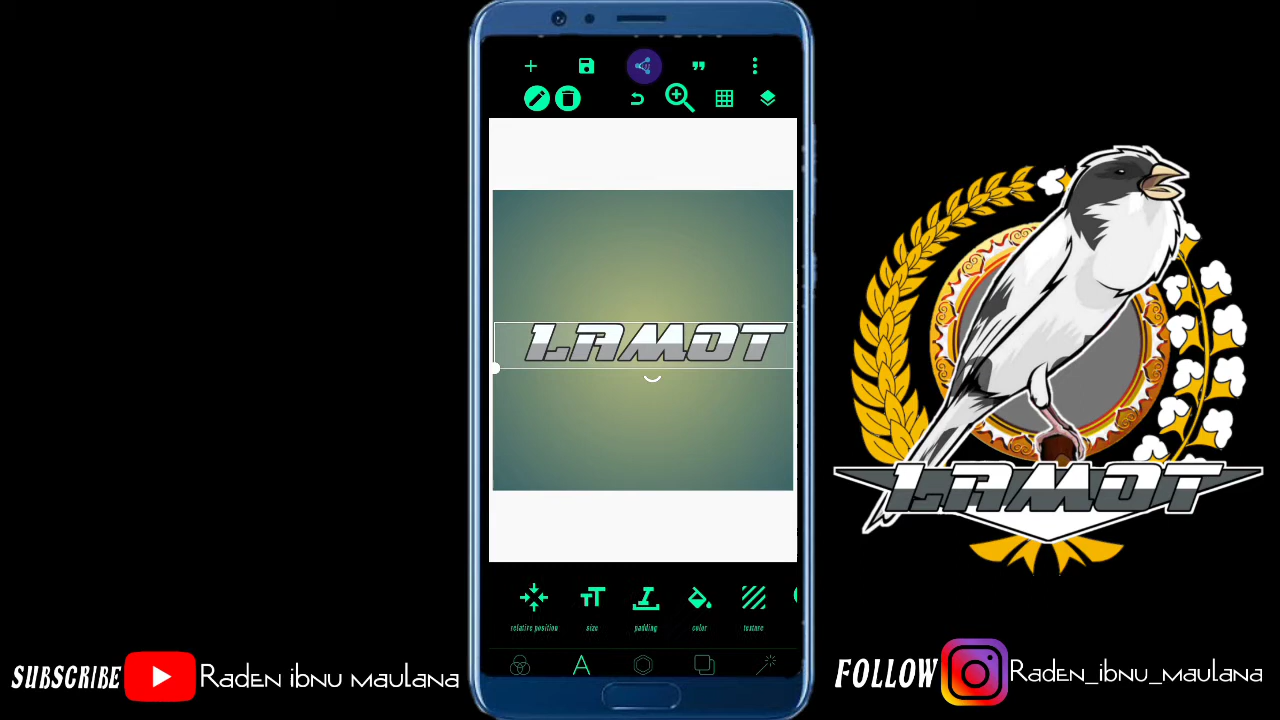 LAMOT
LAMOT
relative position
size
padding
color
texture
SUBSCRIBE
Raden ibnu maulana
FOLLOW
Raden_ibnu_maulana